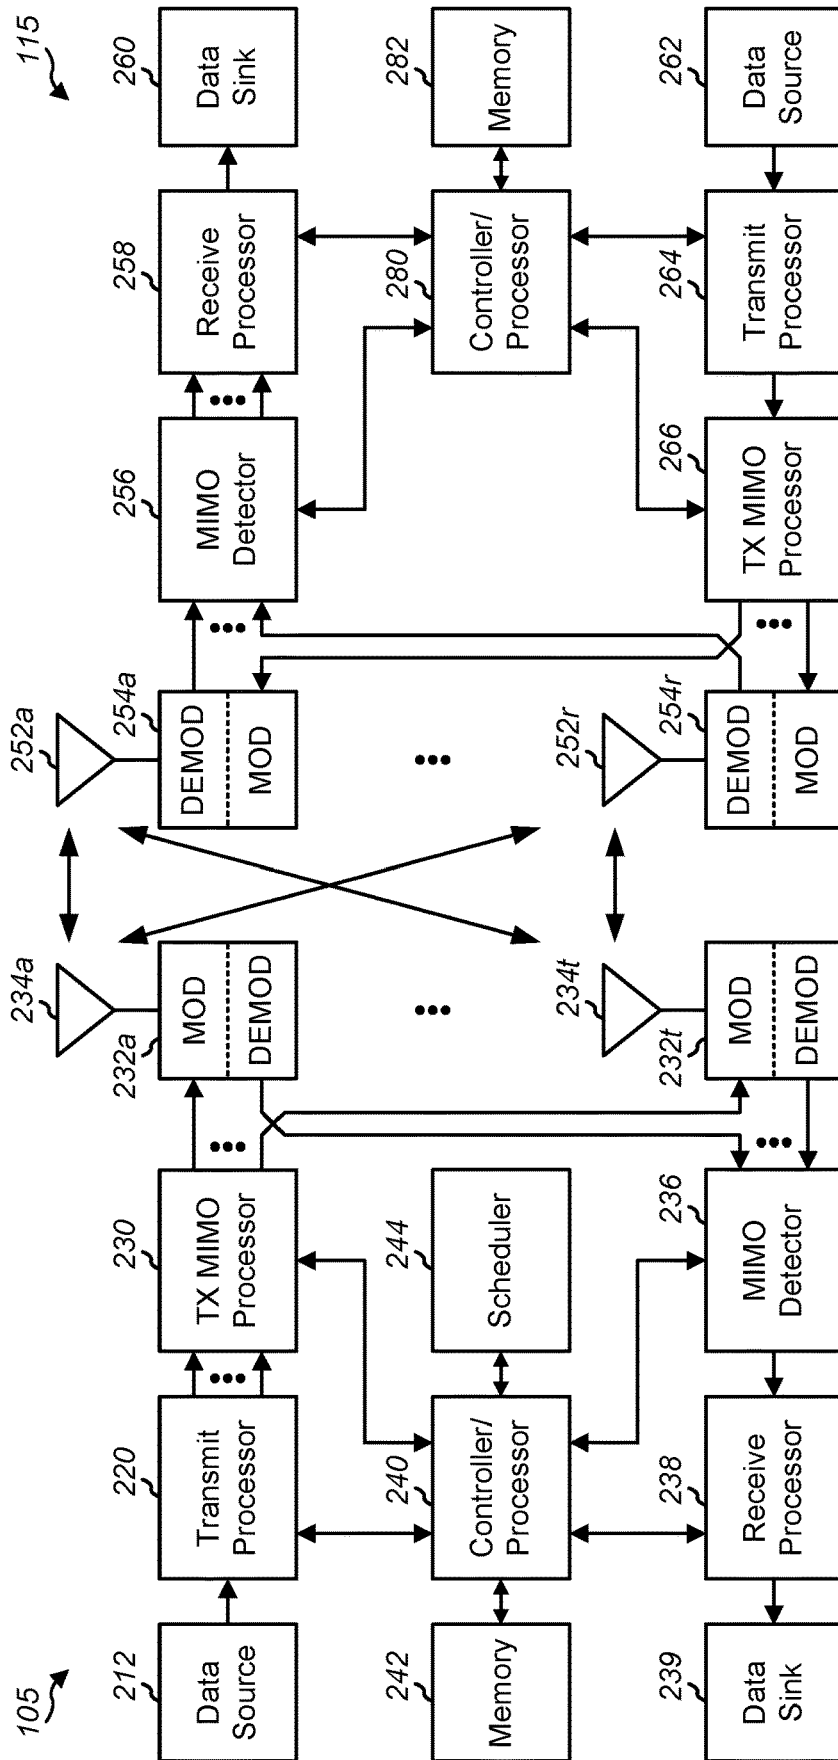 105
212
Data
Source
220
Transmit
Processor
230
TX MIMO
Processor
•••
•••
234a
232a
MOD
DEMOD
252a
254a
DEMOD
MOD
•••
256
MIMO
Detector
•••
258
Receive
Processor
260
Data
Sink
115
242
Memory
240
Controller/
Processor
244
Scheduler
•••
•••
280
Controller/
Processor
282
Memory
239
Data
Sink
238
Receive
Processor
236
MIMO
Detector
•••
234t
232t
MOD
DEMOD
252r
254r
DEMOD
MOD
•••
266
TX MIMO
Processor
264
Transmit
Processor
262
Data
Source